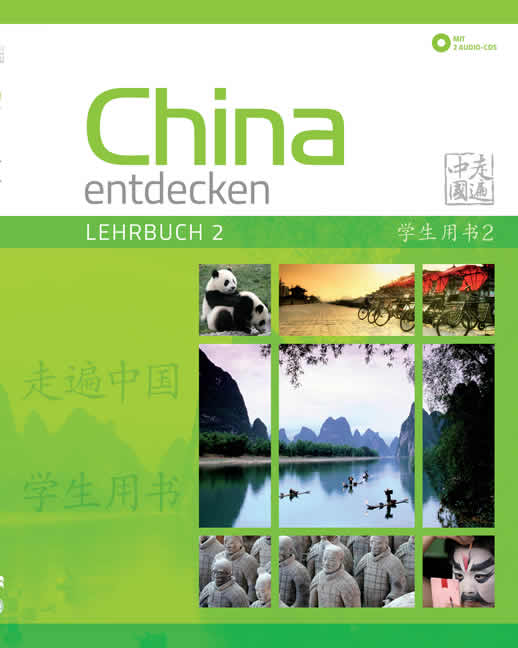 MIT
2 AUDIO-CDS
China
entdecken
走遍
中國
LEHRBUCH 2
学生用书2
走遍中国
学生用书